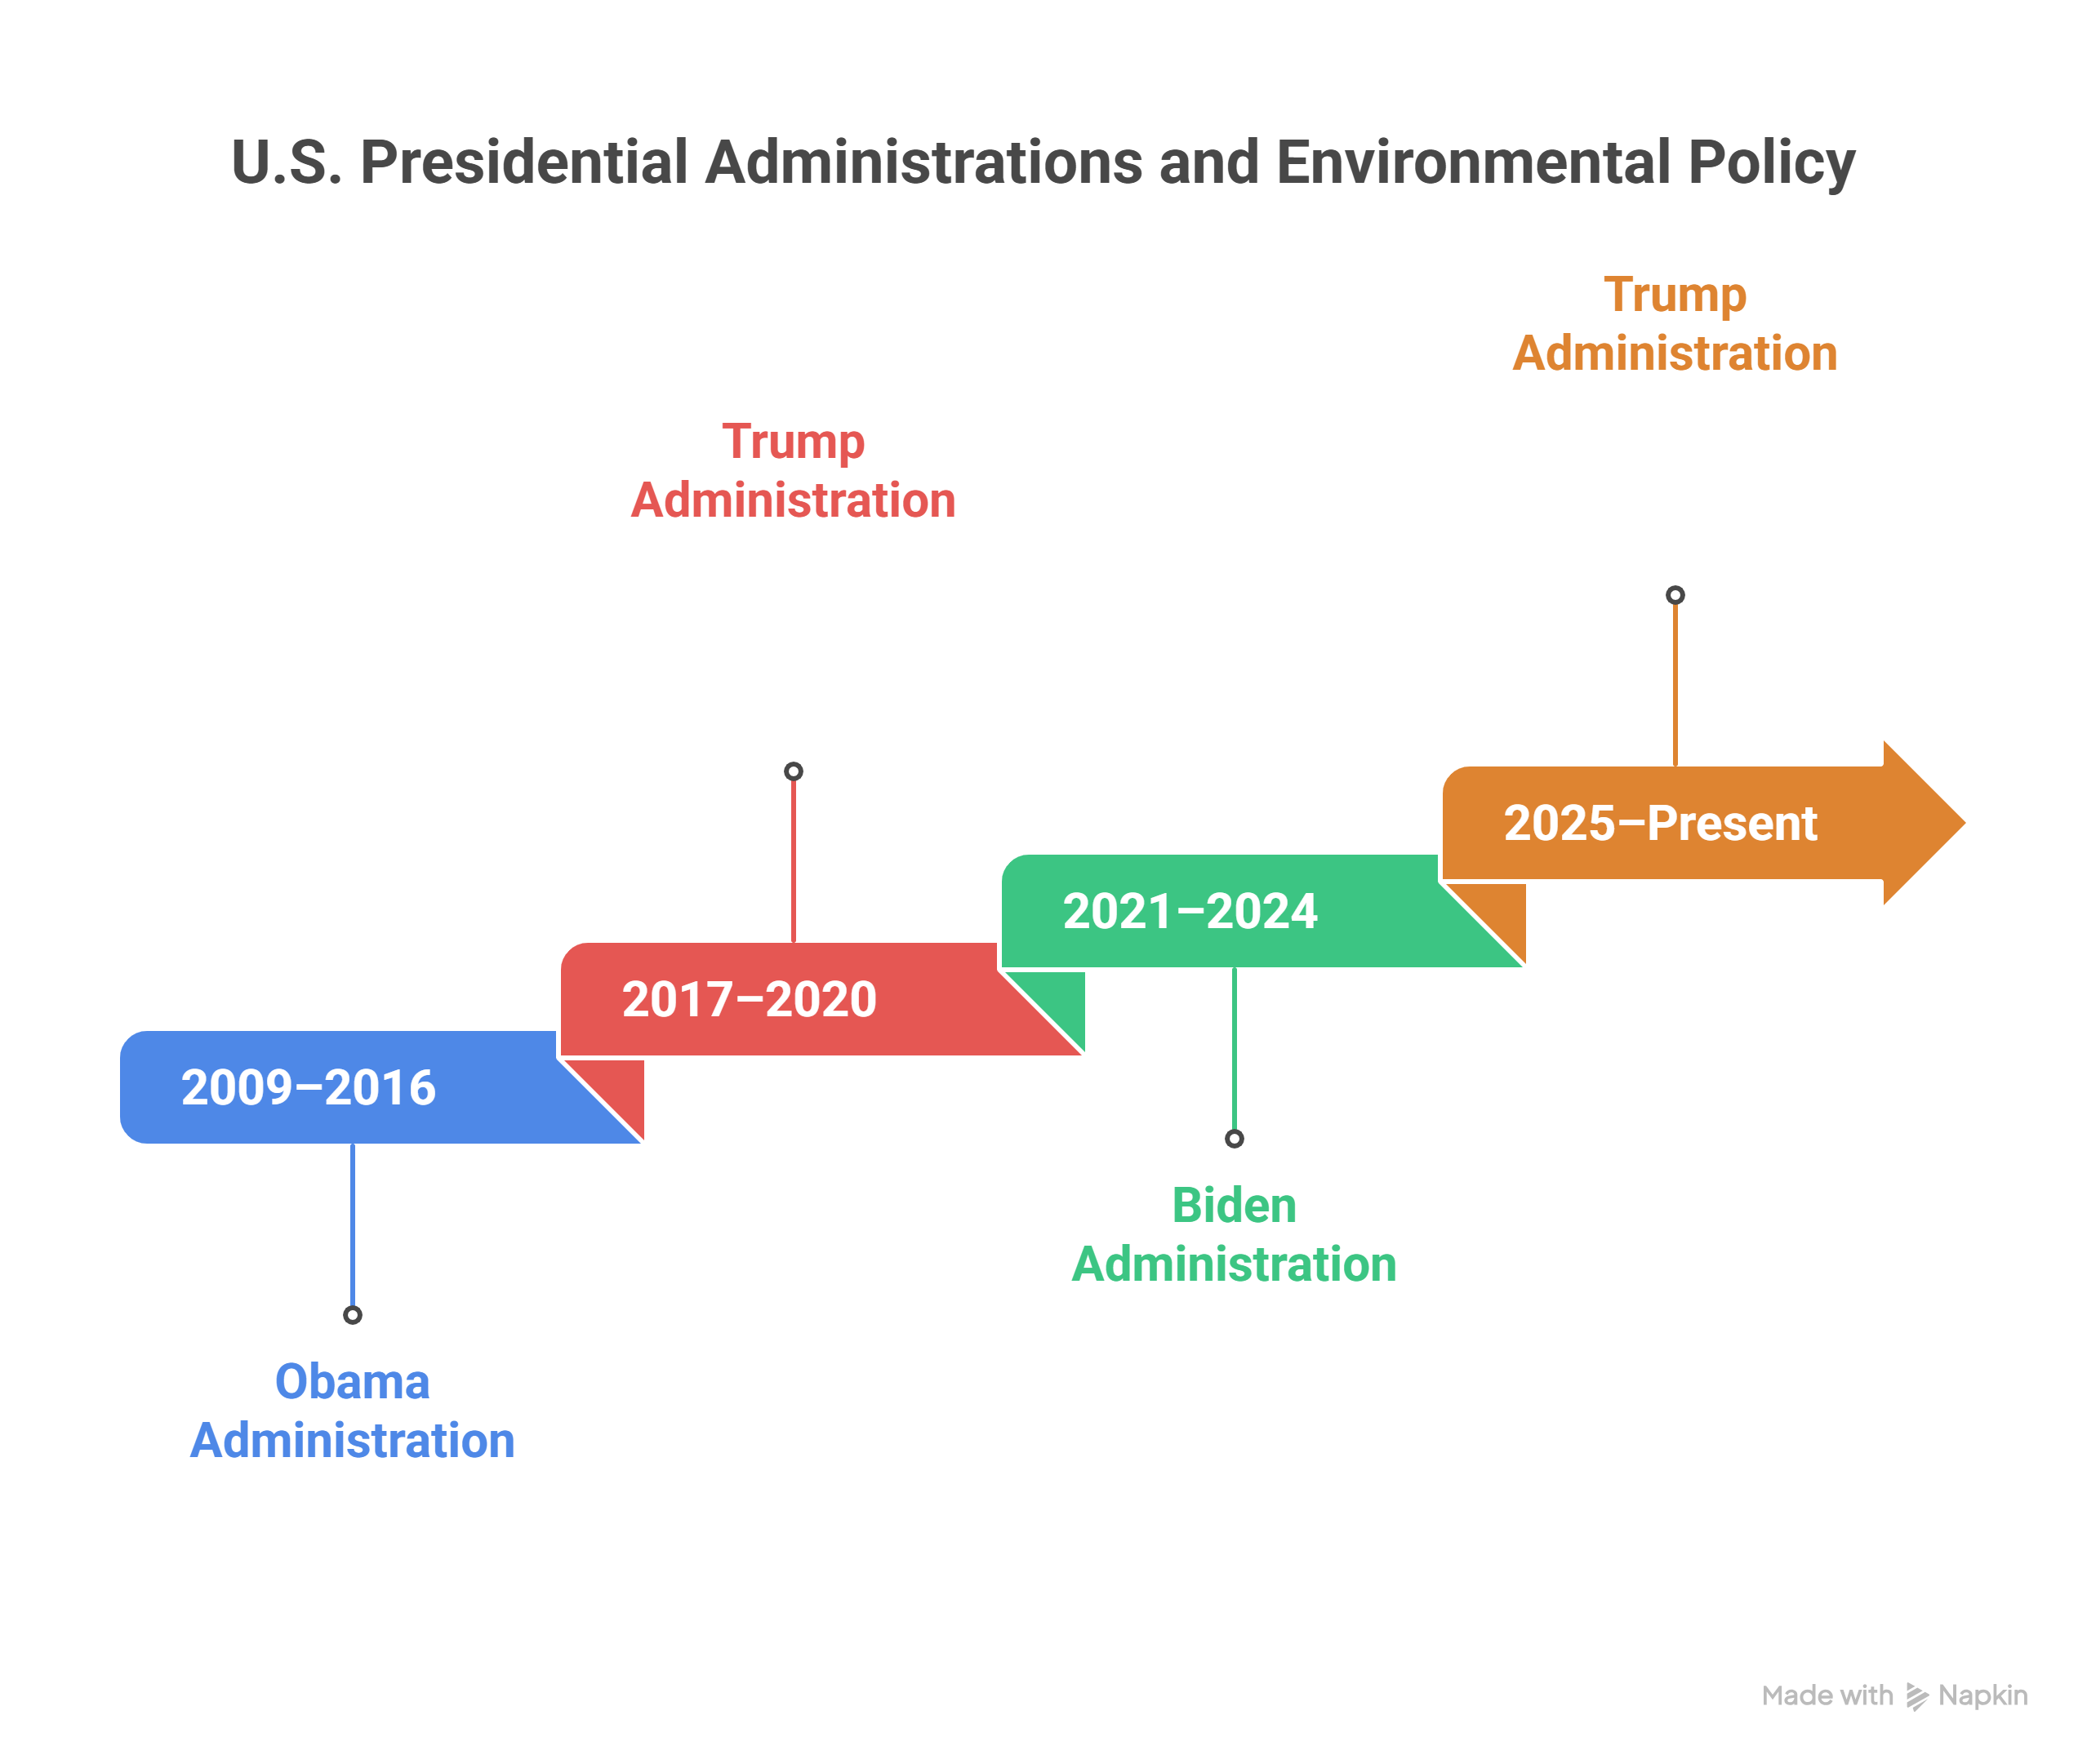 U.S. Presidential Administrations and Environmental Policy
Trump
Administration
Trump
Administration
2025–Present
2021–2024
2017–2020
2009–2016
Biden
Administration
Obama
Administration
Made with Napkin